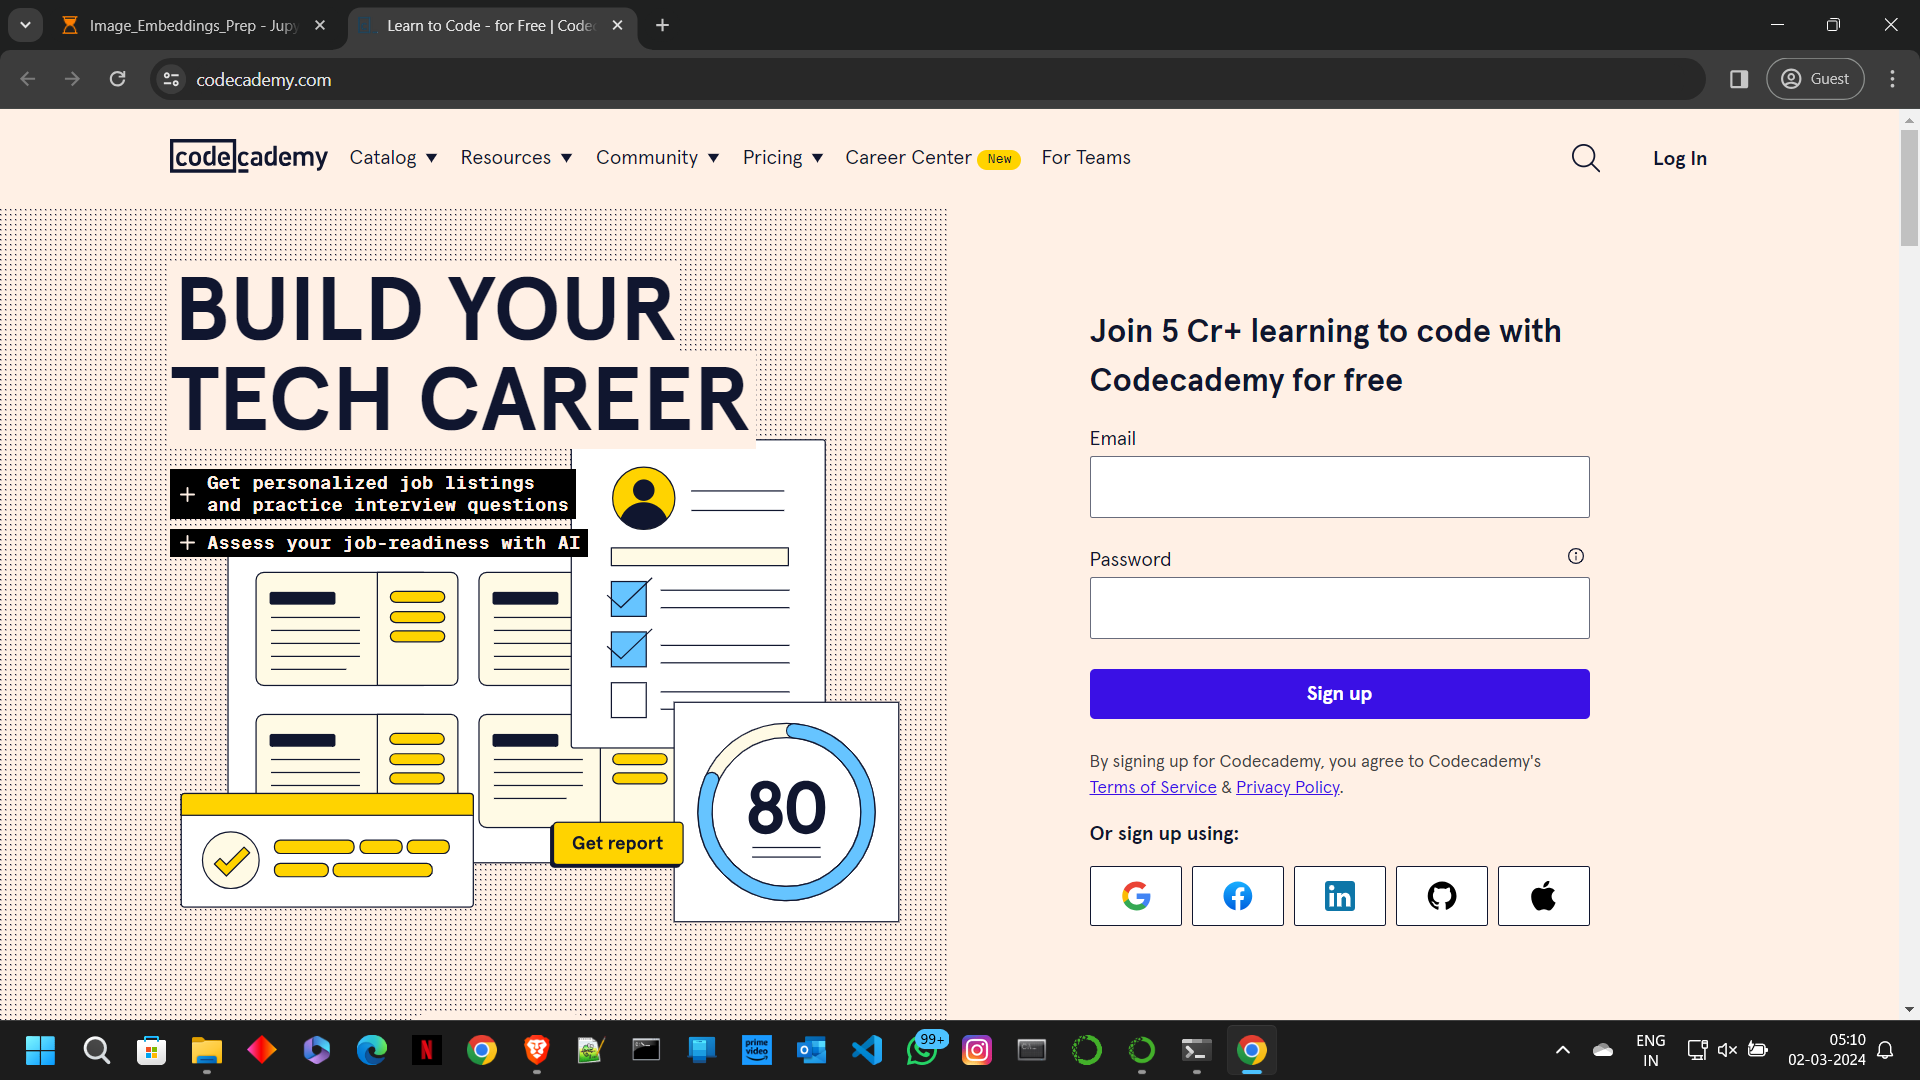 Image_Embeddings_Prep - Jup
Learn to Code - for Free | Code
codecademy.com
Guest
codecademy
Catalog
Resources
Community
Pricing
Career Center
New
For Teams
Log In
BUILD YOUR
TECH CAREER
+ Get personalized job listings
and practice interview questions
+ Assess your job-readiness with AI
Get report
80
Join 5 Cr+ learning to code with
Codecademy for free
Email
Password
Sign up
By signing up for Codecademy, you agree to Codecademy's
Terms of Service & Privacy Policy.
Or sign up using:
99+
prime
video
ENG
IN
05:10
02-03-2024